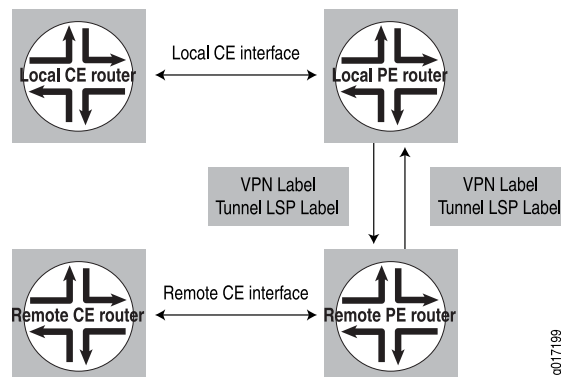 Local CE router
Local CE interface
Local PE router
VPN Label
Tunnel LSP Label
VPN Label
Tunnel LSP Label
Remote CE router
Remote CE interface
Remote PE router
g017199